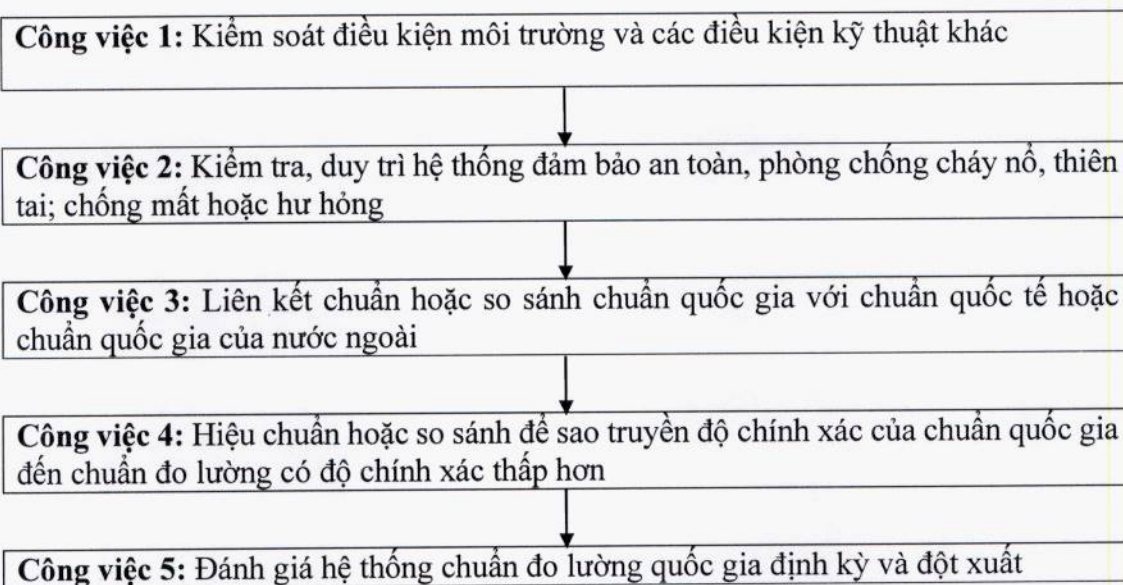 Công việc 1: Kiểm soát điều kiện môi trường và các điều kiện kỹ thuật khác
Công việc 2: Kiểm tra, duy trì hệ thống đảm bảo an toàn, phòng chống cháy nổ, thiên
tai; chống mất hoặc hư hỏng
Công việc 3: Liên kết chuẩn hoặc so sánh chuẩn quốc gia với chuẩn quốc tế hoặc
chuẩn quốc gia của nước ngoài
Công việc 4: Hiệu chuẩn hoặc so sánh để sao truyền độ chính xác của chuẩn quốc gia
đến chuẩn đo lường có độ chính xác thấp hơn
Công việc 5: Đánh giá hệ thống chuẩn đo lường quốc gia định kỳ và đột xuất